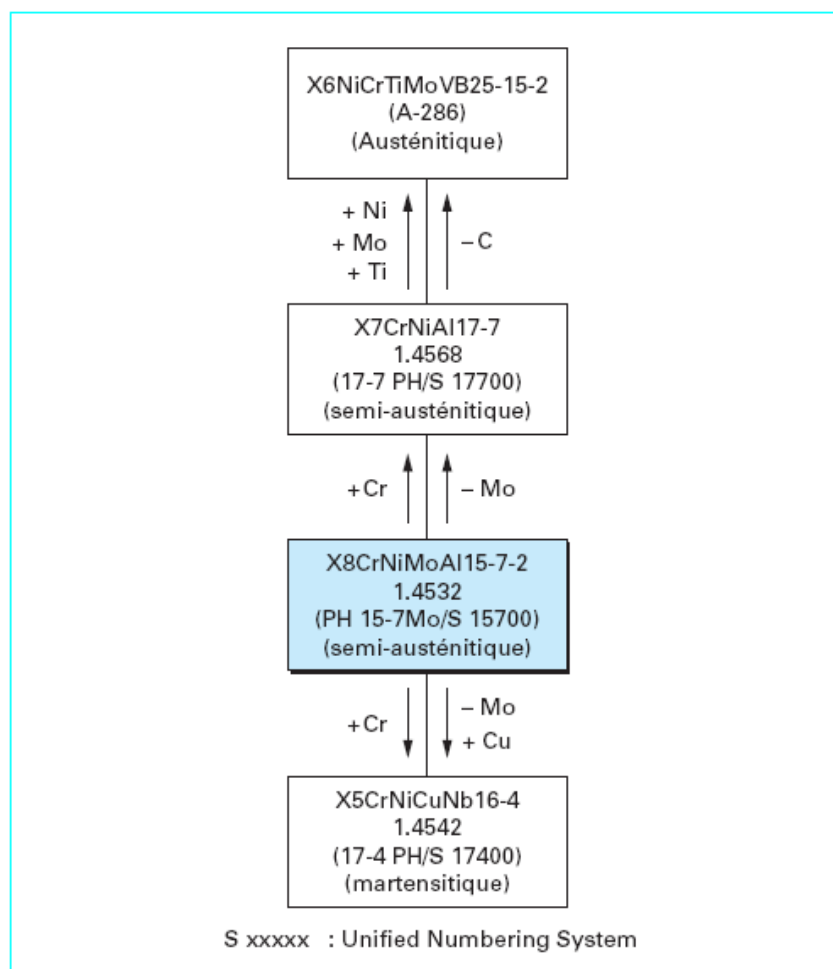 X6NiCrTiMoVB25-15-2
(A-286)
(Austénitique)
+ Ni
+ Mo
+ Ti
– C
X7CrNiAl17-7
1.4568
(17-7 PH/S 17700)
(semi-austénitique)
+Cr
– Mo
X8CrNiMoAl15-7-2
1.4532
(PH 15-7Mo/S 15700)
(semi-austénitique)
+Cr
– Mo
+ Cu
X5CrNiCuNb16-4
1.4542
(17-4 PH/S 17400)
(martensitique)
S xxxxx : Unified Numbering System